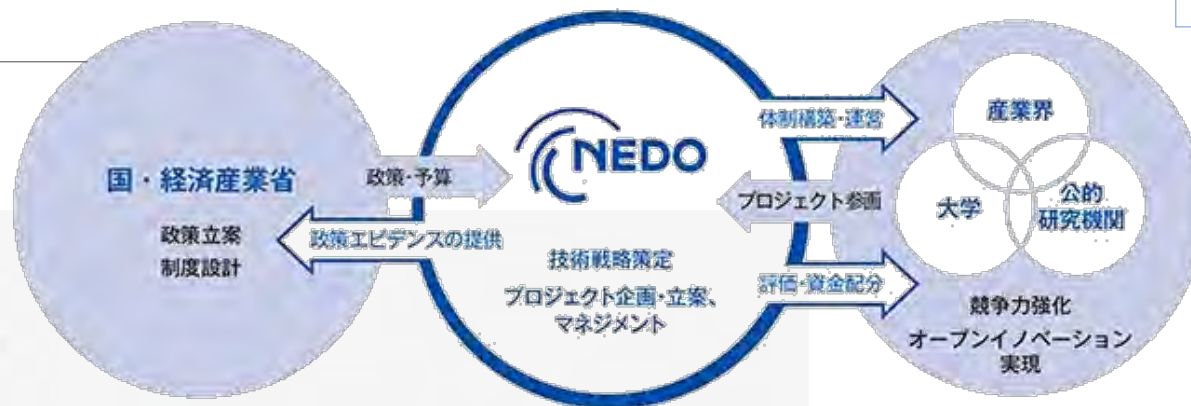 国・経済産業省
政策立案
制度設計
政策・予算
政策エビデンスの提供
NEDO
技術戦略策定
プロジェクト企画・立案、
マネジメント
体制構築・運営
プロジェクト参画
評価・資金配分
産業界
大学
公的
研究機関
競争力強化
オープンイノベーション
実現